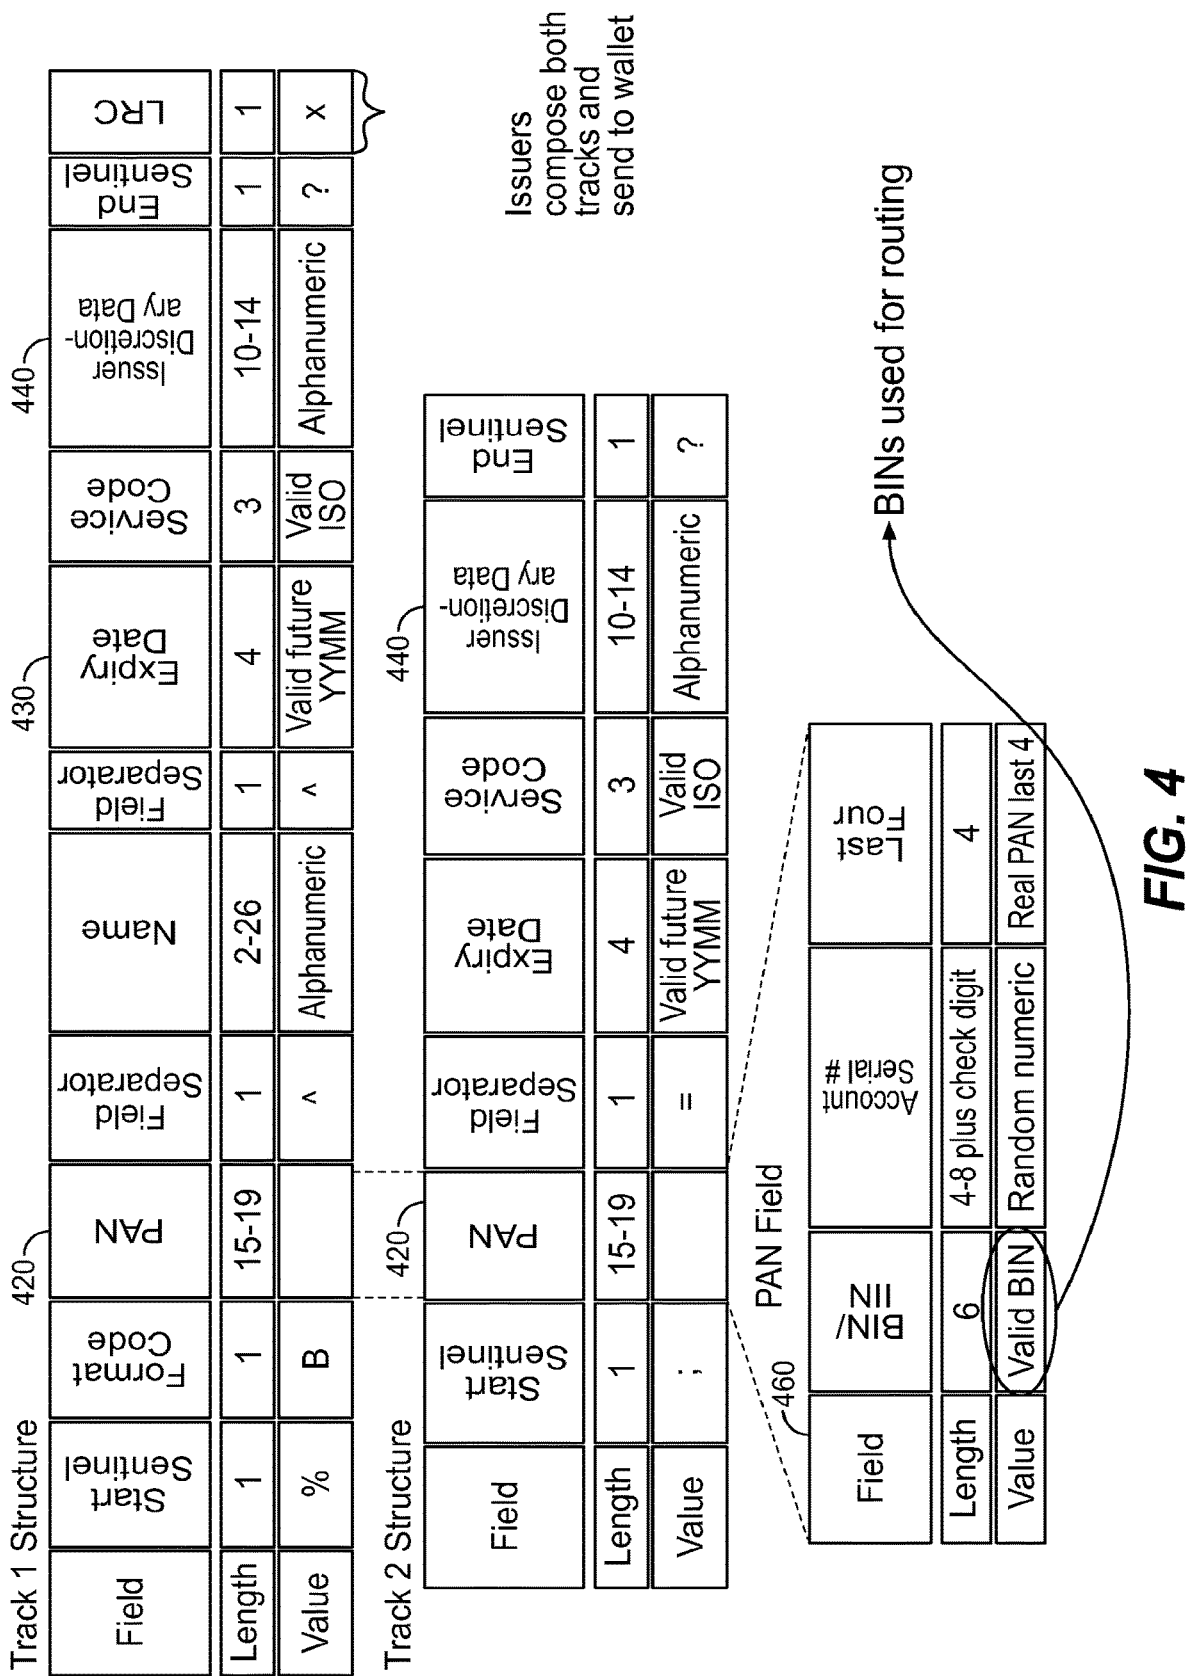 Track 1 Structure
420
430
440
Field
Start
Sentinel
Format
Code
PAN
Field
Separator
Name
Field
Separator
Expiry
Date
Service
Code
Issuer
Discretion-
ary Data
End
Sentinel
LRC
Length
1
1
15-19
1
2-26
1
4
3
10-14
1
1
Value
%
B
^
Alphanumeric
^
Valid future
YYMM
Valid
ISO
Alphanumeric
?
x
Track 2 Structure
420
440
Field
Start
Sentinel
PAN
Field
Separator
Expiry
Date
Service
Code
Issuer
Discretion-
ary Data
End
Sentinel
Length
1
15-19
1
4
3
10-14
1
Value
;
=
Valid future
YYMM
Valid
ISO
Alphanumeric
?
Issuers
compose both
tracks and
send to wallet
460
PAN Field
Field
BIN/
IIN
Account
Serial #
Last
Four
Length
6
4-8 plus check digit
4
Value
Valid BIN
Random numeric
Real PAN last 4
BINs used for routing
FIG. 4